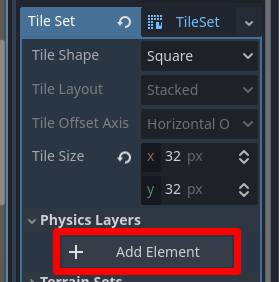 Tile Set TileSet
Tile Shape Square
Tile Layout Stacked
Tile Offset Axis Horizontal O
Tile Size x 32 px
y 32 px
Physics Layers
+ Add Element
Terrain Sets